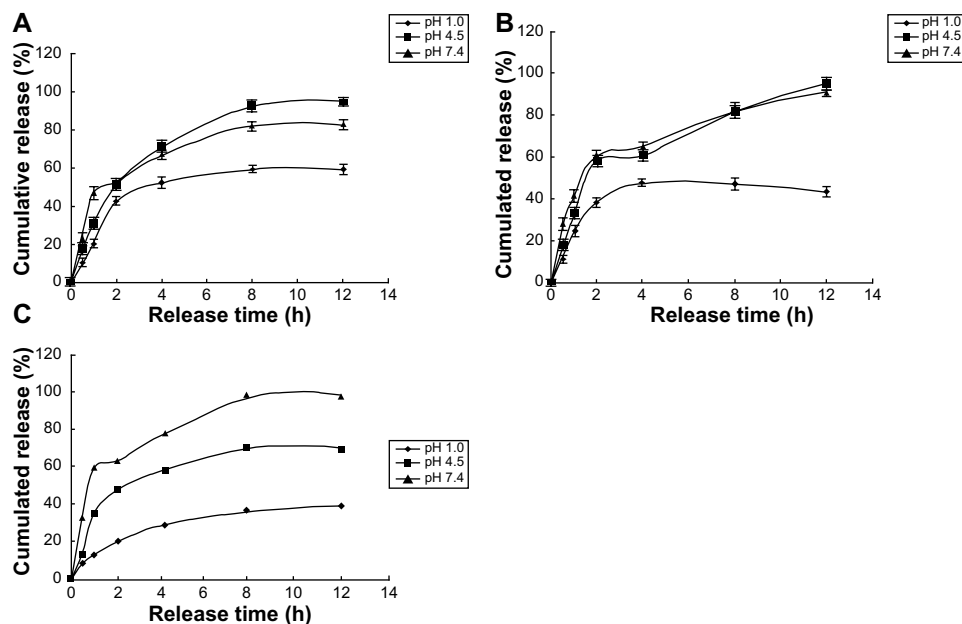 A
pH 1.0
pH 4.5
pH 7.4
Cumulative release (%)
120
100
80
60
40
20
0
0 2 4 6 8 10 12 14
Release time (h)
B
pH 1.0
pH 4.5
pH 7.4
Cumulated release (%)
120
100
80
60
40
20
0
0 2 4 6 8 10 12 14
Release time (h)
C
pH 1.0
pH 4.5
pH 7.4
Cumulated release (%)
120
100
80
60
40
20
0
0 2 4 6 8 10 12 14
Release time (h)